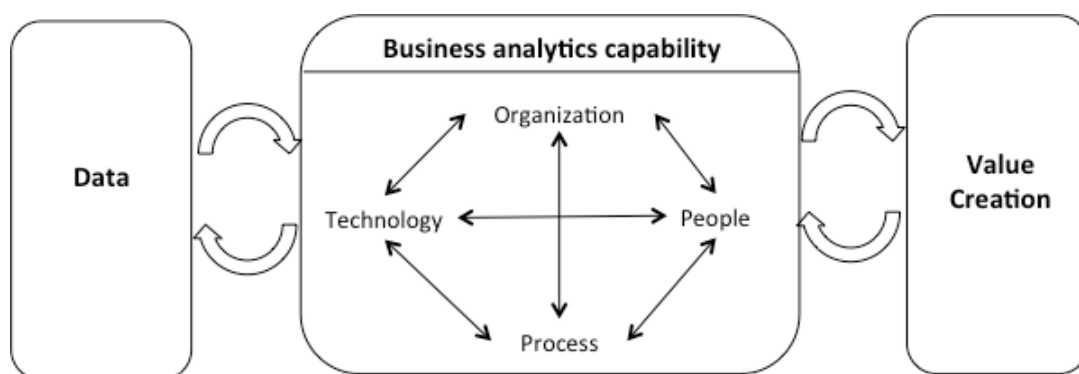 Business analytics capability
Organization
Data
Technology
People
Value
Creation
Process